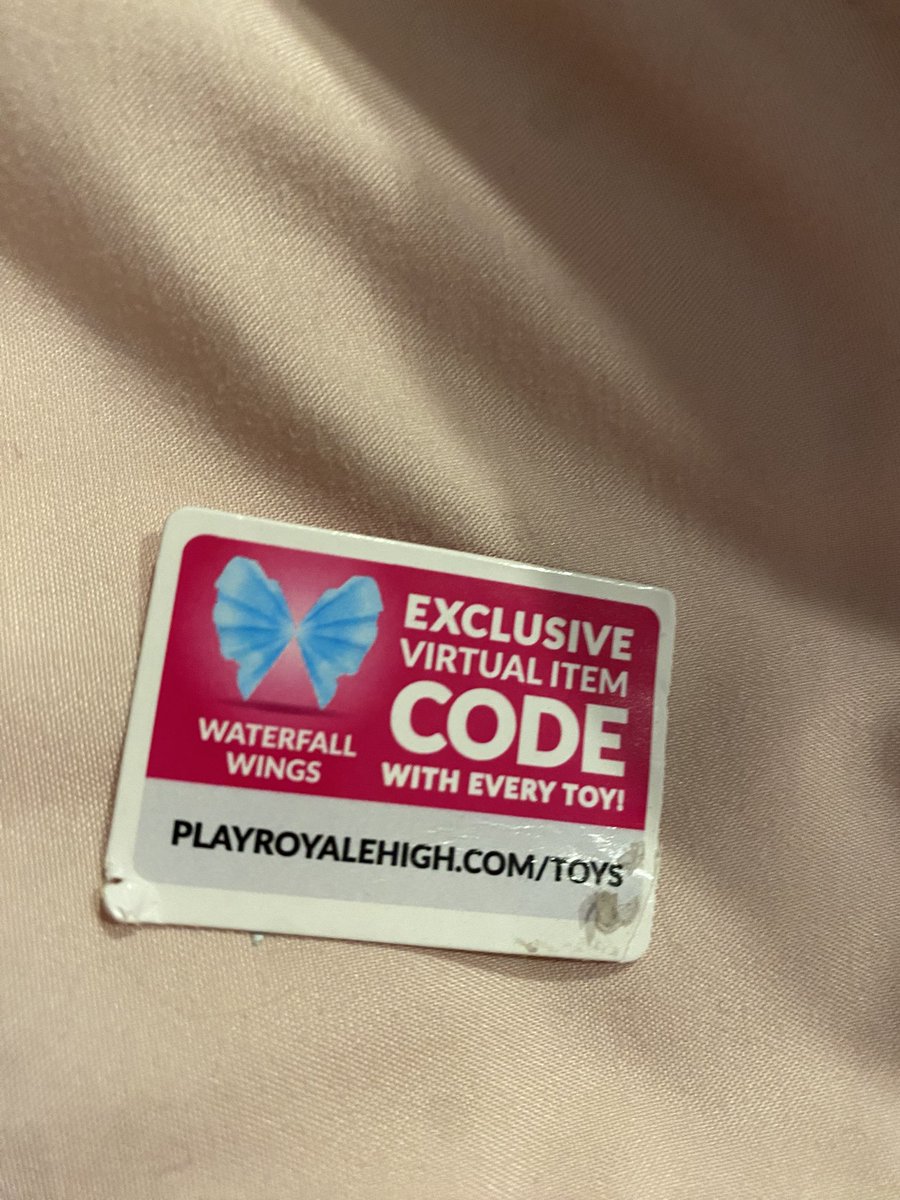 WATERFALL
WINGS
EXCLUSIVE
VIRTUAL ITEM
CODE
WITH EVERY TOY!
PLAYROYALEHIGH.COM/TOYS